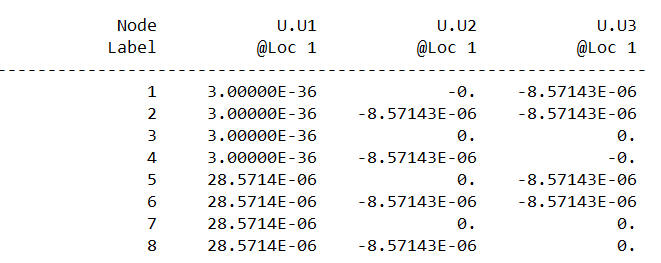 Node U.U1 U.U2 U.U3
Label @Loc 1 @Loc 1 @Loc 1
---------------------------------------------------------------------------------
1 3.00000E-36 -0. -8.57143E-06
2 3.00000E-36 -8.57143E-06 -8.57143E-06
3 3.00000E-36 0. 0.
4 3.00000E-36 -8.57143E-06 -0.
5 28.5714E-06 0. -8.57143E-06
6 28.5714E-06 -8.57143E-06 -8.57143E-06
7 28.5714E-06 0. 0.
8 28.5714E-06 -8.57143E-06 0.